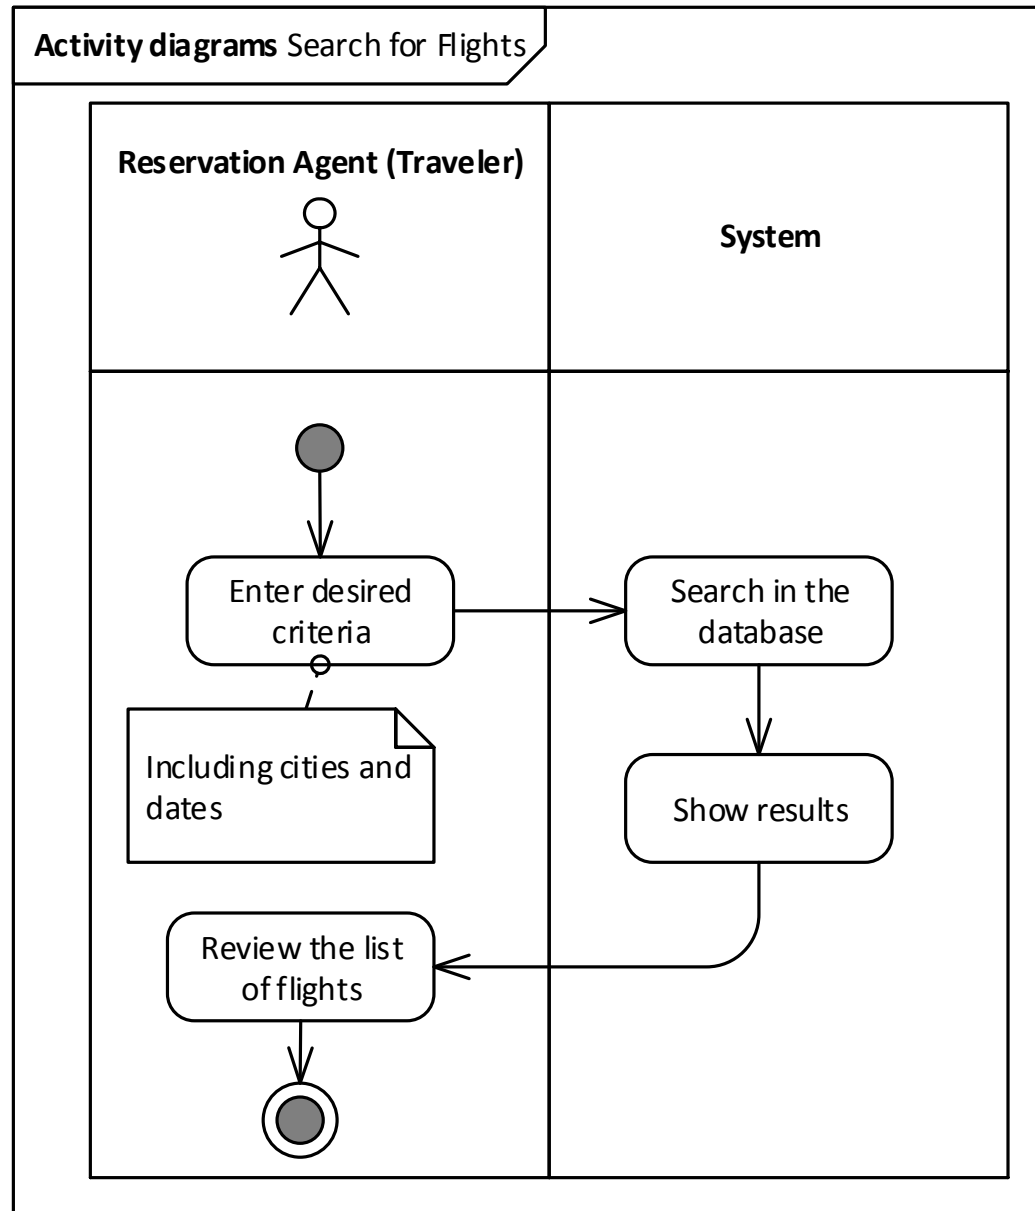 Activity diagrams Search for Flights
Reservation Agent (Traveler)
System
Enter desired
criteria
Search in the
database
Including cities and
dates
Show results
Review the list
of flights